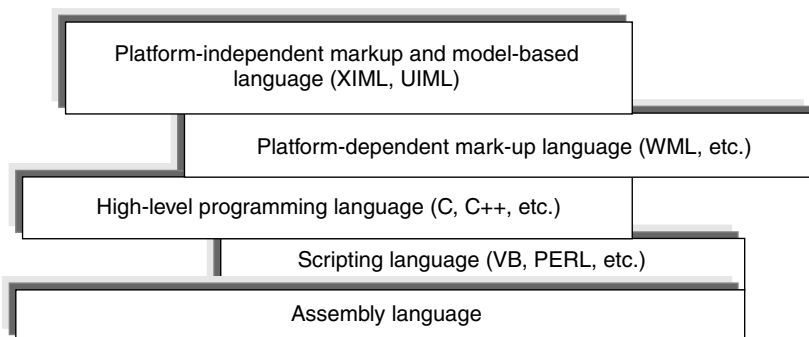 Platform-independent markup and model-based
language (XIML, UIML)
Platform-dependent mark-up language (WML, etc.)
High-level programming language (C, C++, etc.)
Scripting language (VB, PERL, etc.)
Assembly language